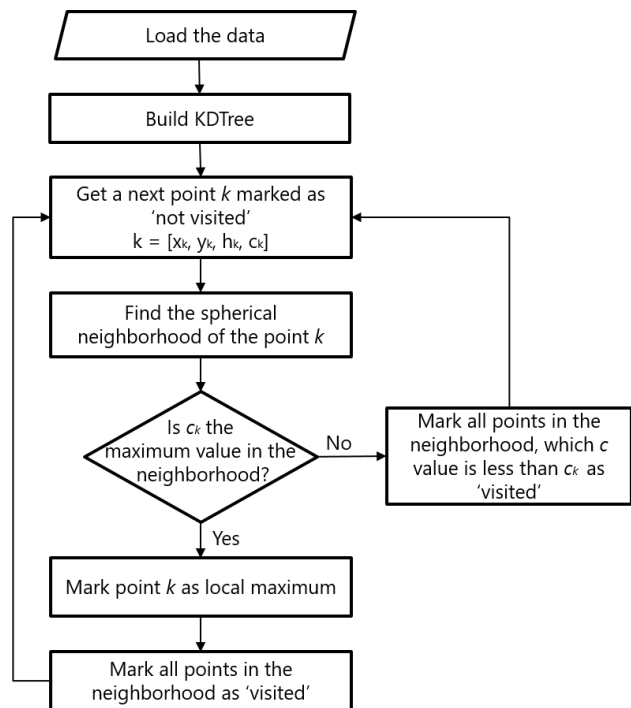 Load the data
Build KDTree
Get a next point k marked as
‘not visited’
k = [xₖ, yₖ, hₖ, cₖ]
Find the spherical
neighborhood of the point k
Is cₖ the
maximum value in the
neighborhood?
No
Mark all points in the
neighborhood, which c
value is less than cₖ as
‘visited’
Yes
Mark point k as local maximum
Mark all points in the
neighborhood as ‘visited’